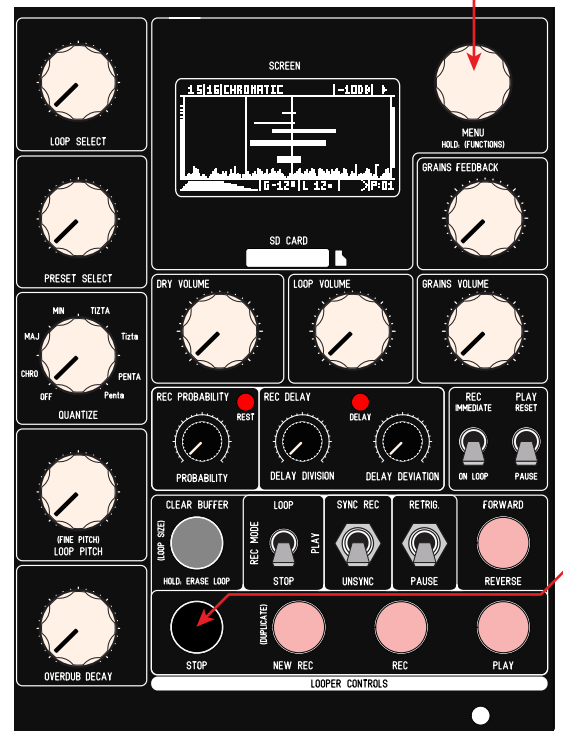 SCREEN
15|16|CHROMATIC |-100%| 
LOOP SELECT
MENU
HOLD: (FUNCTIONS)
|G-12º|L 12º| P:01
GRAINS FEEDBACK
PRESET SELECT
SD CARD
DRY VOLUME
LOOP VOLUME
GRAINS VOLUME
MIN TIZTA
MAJ Tizta
CHRO PENTA
OFF Penta
QUANTIZE
REC PROBABILITY
REST
PROBABILITY
REC DELAY
DELAY
DELAY DIVISION
DELAY DEVIATION
REC
IMMEDIATE
ON LOOP
PLAY
RESET
PAUSE
(FINE PITCH)
LOOP PITCH
CLEAR BUFFER
(LOOP SIZE)
HOLD: ERASE LOOP
LOOP
REC MODE
PLAY
STOP
SYNC REC
UNSYNC
RETRIG.
PAUSE
FORWARD
REVERSE
OVERDUB DECAY
STOP
(DUPLICATE)
NEW REC
REC
PLAY
LOOPER CONTROLS